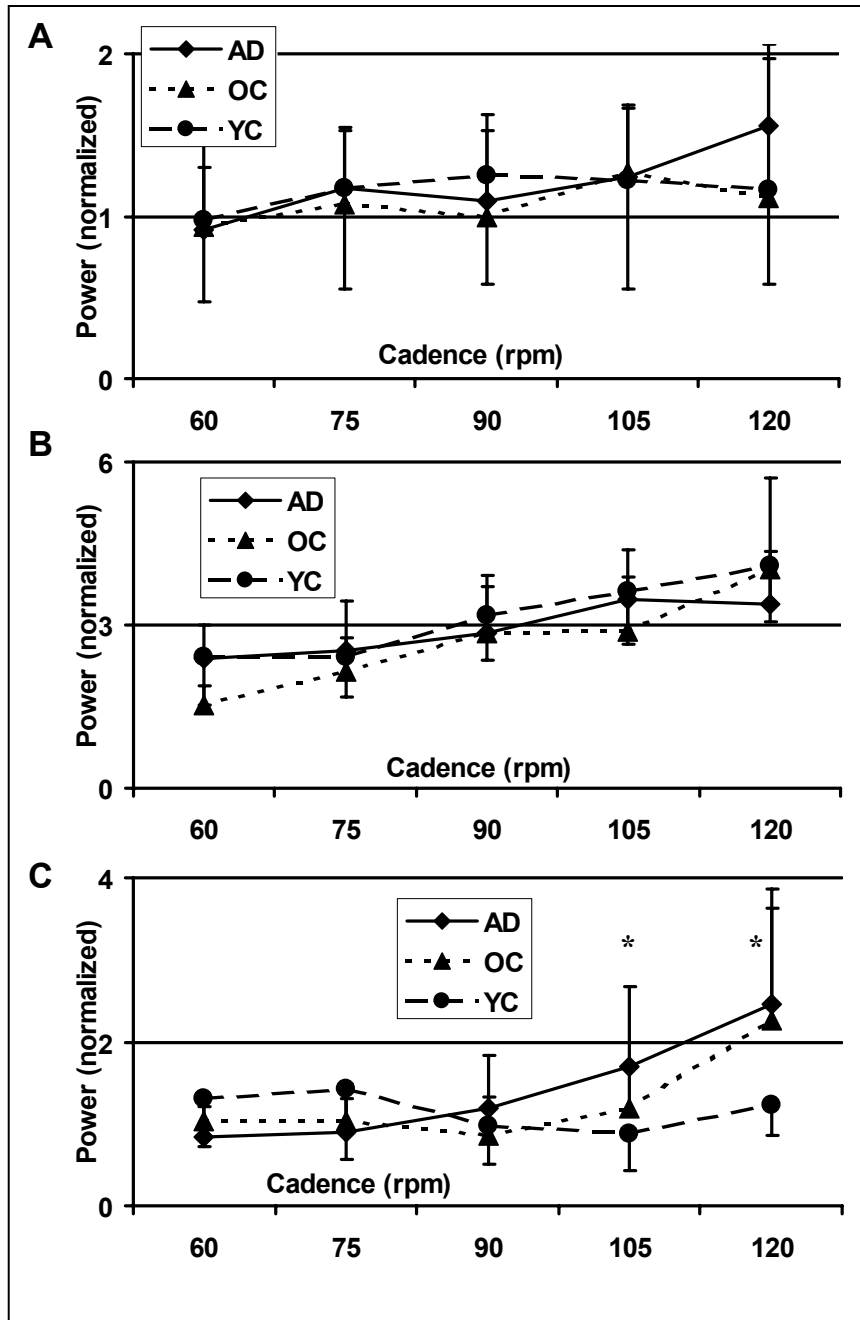 A
AD
OC
YC
Power (normalized)
2
1
0
Cadence (rpm)
60 75 90 105 120
B
AD
OC
YC
Power (normalized)
6
3
0
Cadence (rpm)
60 75 90 105 120
C
AD
OC
YC
Power (normalized)
4
2
0
* *
Cadence (rpm)
60 75 90 105 120